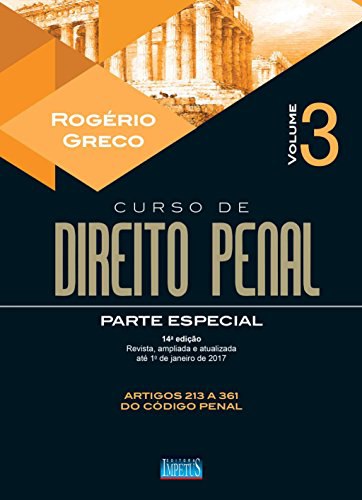 ROGÉRIO
GRECO
VOLUME 3
CURSO DE
DIREITO PENAL
PARTE ESPECIAL
14ª edição
Revista, ampliada e atualizada
até 1º de janeiro de 2017
ARTIGOS 213 A 361
DO CÓDIGO PENAL
EDITORA
IMPETUS